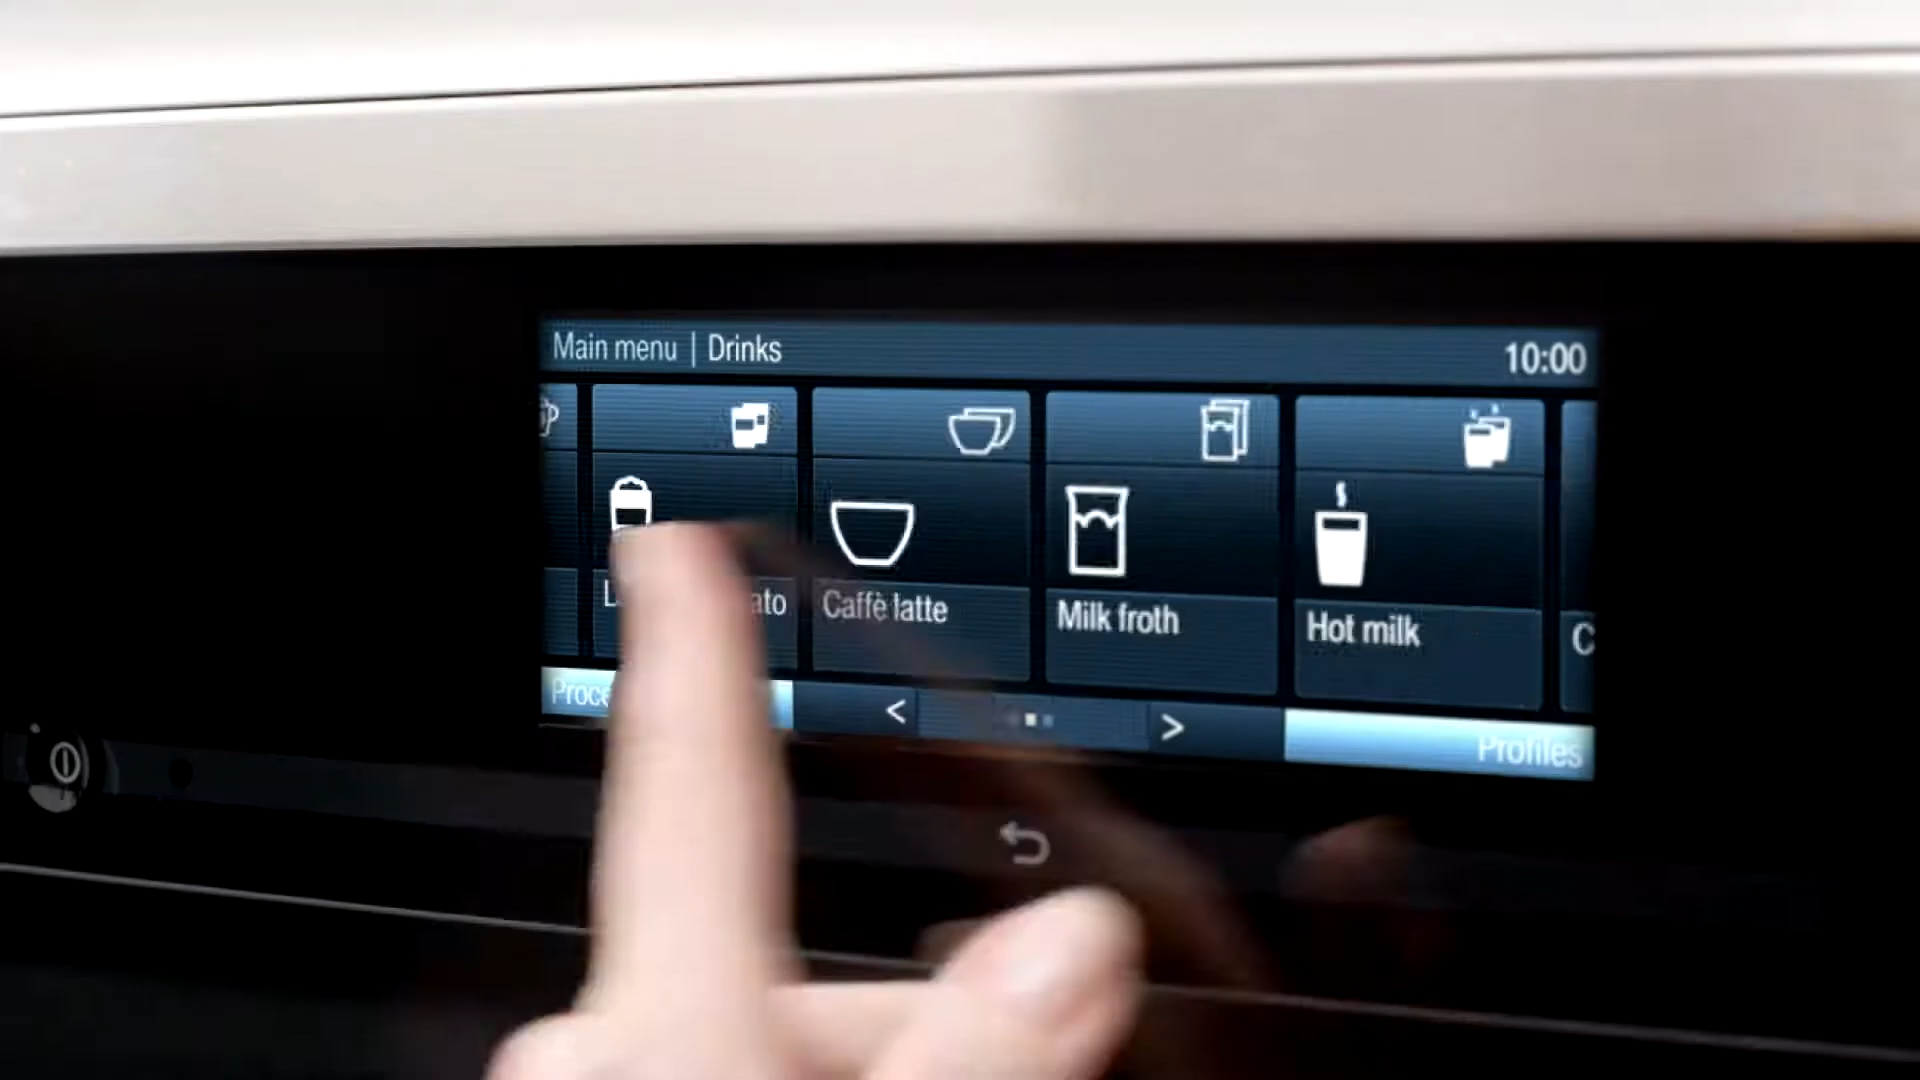 Main menu | Drinks
10:00
Caffè latte
Milk froth
Hot milk
< >
Profiles